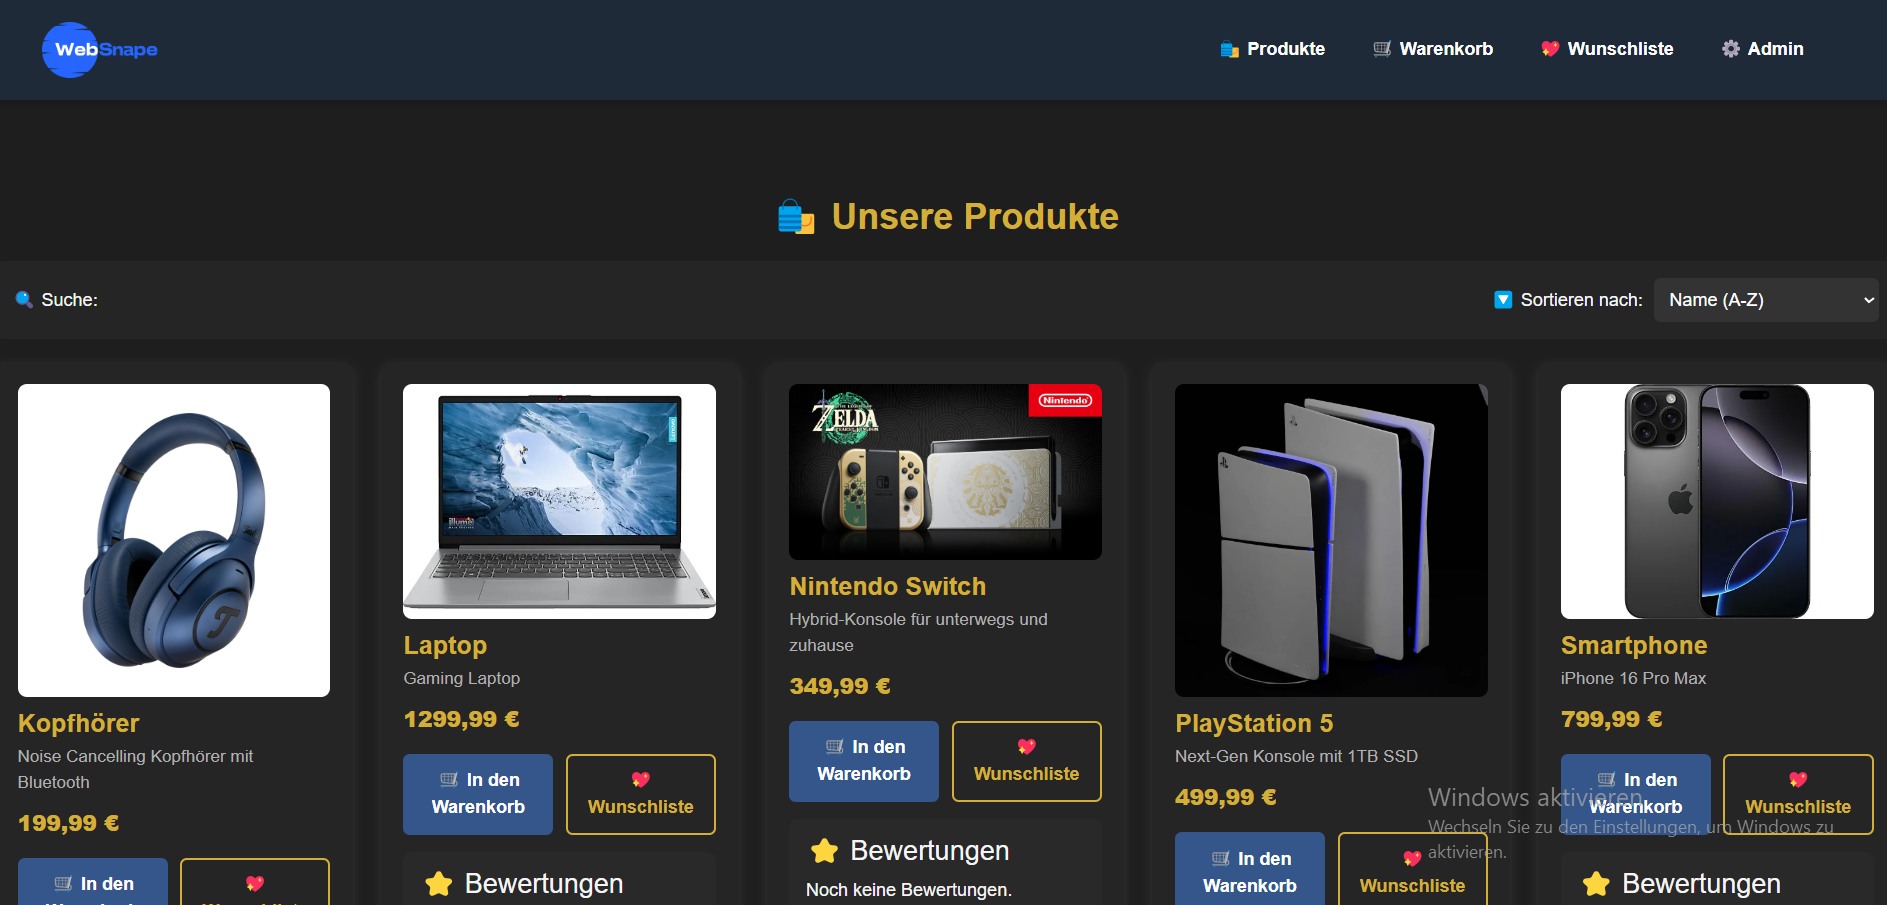 WebSnape
Produkte
Warenkorb
Wunschliste
Admin
Unsere Produkte
Suche:
Sortieren nach:
Name (A-Z)
Kopfhörer
Noise Cancelling Kopfhörer mit
Bluetooth
199,99 €
In den
Laptop
Gaming Laptop
1299,99 €
In den
Warenkorb
Wunschliste
Bewertungen
ZELDA
Nintendo
Nintendo Switch
Hybrid-Konsole für unterwegs und
zuhause
349,99 €
In den
Warenkorb
Wunschliste
Bewertungen
Noch keine Bewertungen.
PlayStation 5
Next-Gen Konsole mit 1TB SSD
499,99 €
In den
Warenkorb
Wunschliste
Smartphone
iPhone 16 Pro Max
799,99 €
In den
Warenkorb
Wunschliste
Bewertungen
Windows aktivieren
Wechseln Sie zu den Einstellungen, um Windows zu
aktivieren.